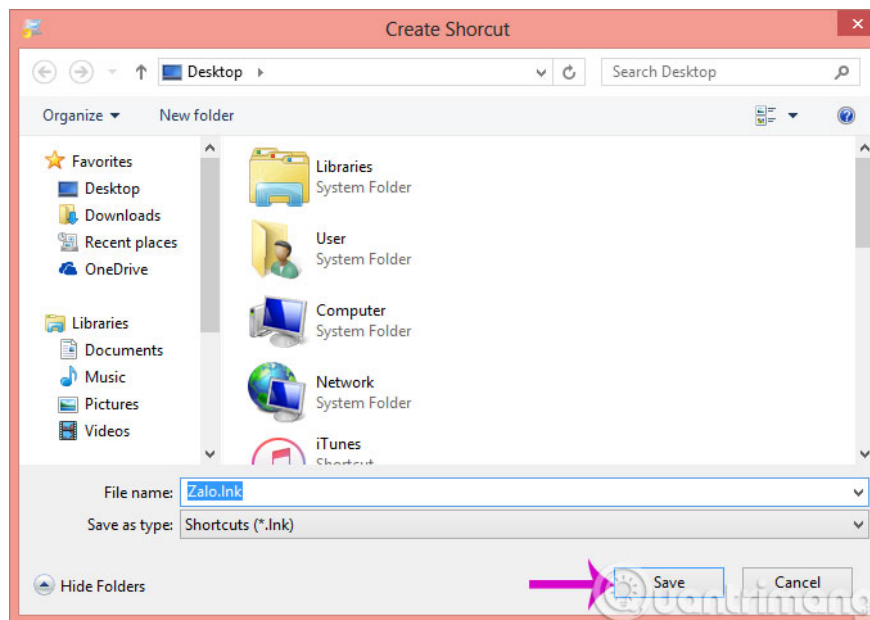 Create Shorcut
Desktop
Search Desktop
Organize
New folder
Favorites
Desktop
Downloads
Recent places
OneDrive
Libraries
Documents
Music
Pictures
Videos
Libraries
System Folder
User
System Folder
Computer
System Folder
Network
System Folder
iTunes
Shortcut
File name: Zalo.lnk
Save as type: Shortcuts (*.lnk)
Hide Folders
Save
Cancel
Quantrimang